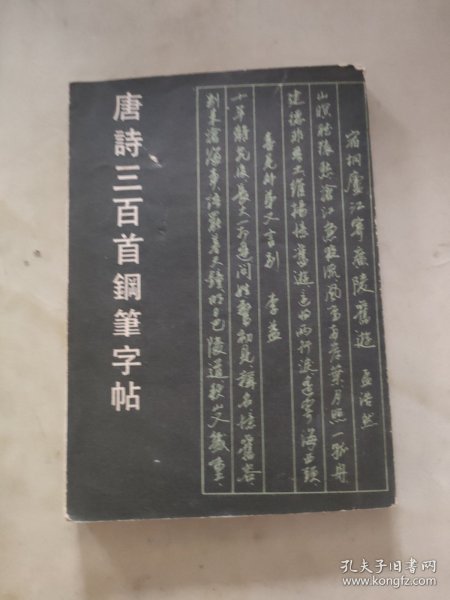 唐詩三百首鋼筆字帖
宿桐廬江寄廣陵舊遊 孟浩然
山暝聽猿愁滄江急夜流風鳴兩岸葉月照一孤舟
建德非吾土維揚憶舊遊還將兩行淚遙寄海西頭
喜見外弟又言別 李益
十年離亂後長大一相逢問姓驚初見稱名憶舊容
別來滄海事語罷暮天鐘明日巴陵道秋山又幾重
孔夫子旧书网
www.kongfz.com